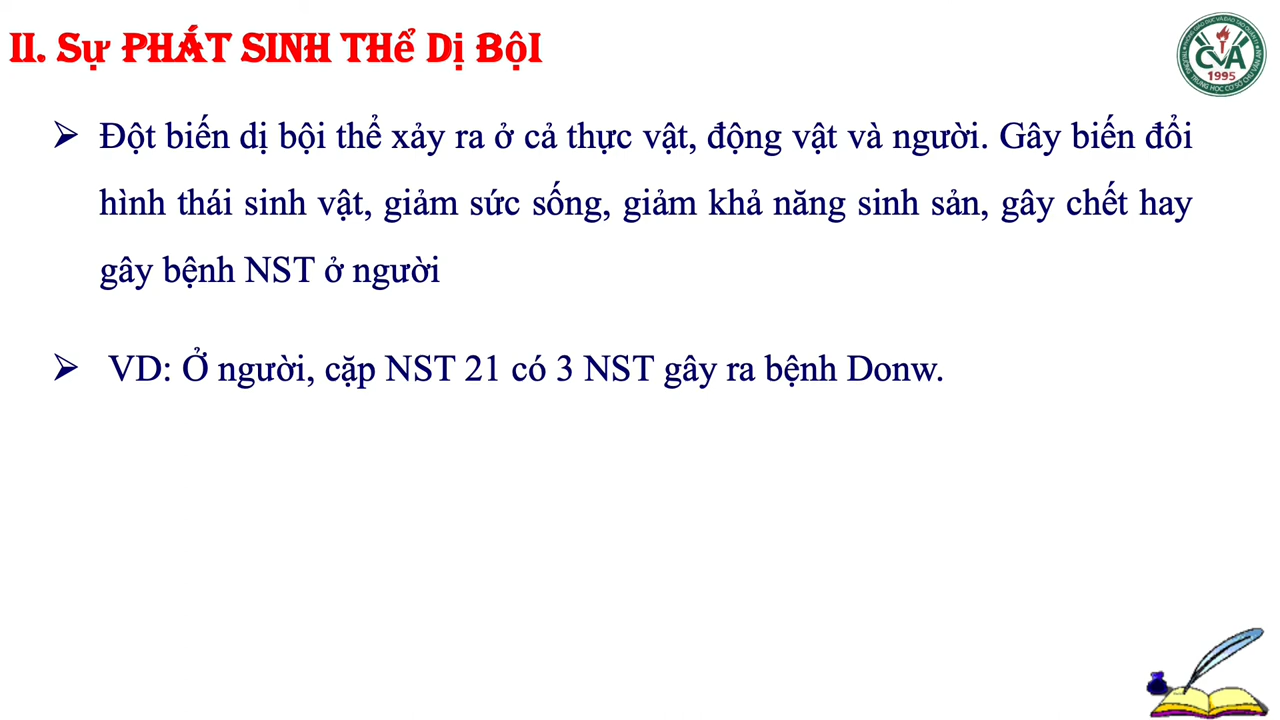 II. Sự PHÁT SINH THể Dị BộI
CVA
1995
Đột biến dị bội thể xảy ra ở cả thực vật, động vật và người. Gây biến đổi
hình thái sinh vật, giảm sức sống, giảm khả năng sinh sản, gây chết hay
gây bệnh NST ở người
VD: Ở người, cặp NST 21 có 3 NST gây ra bệnh Donw.